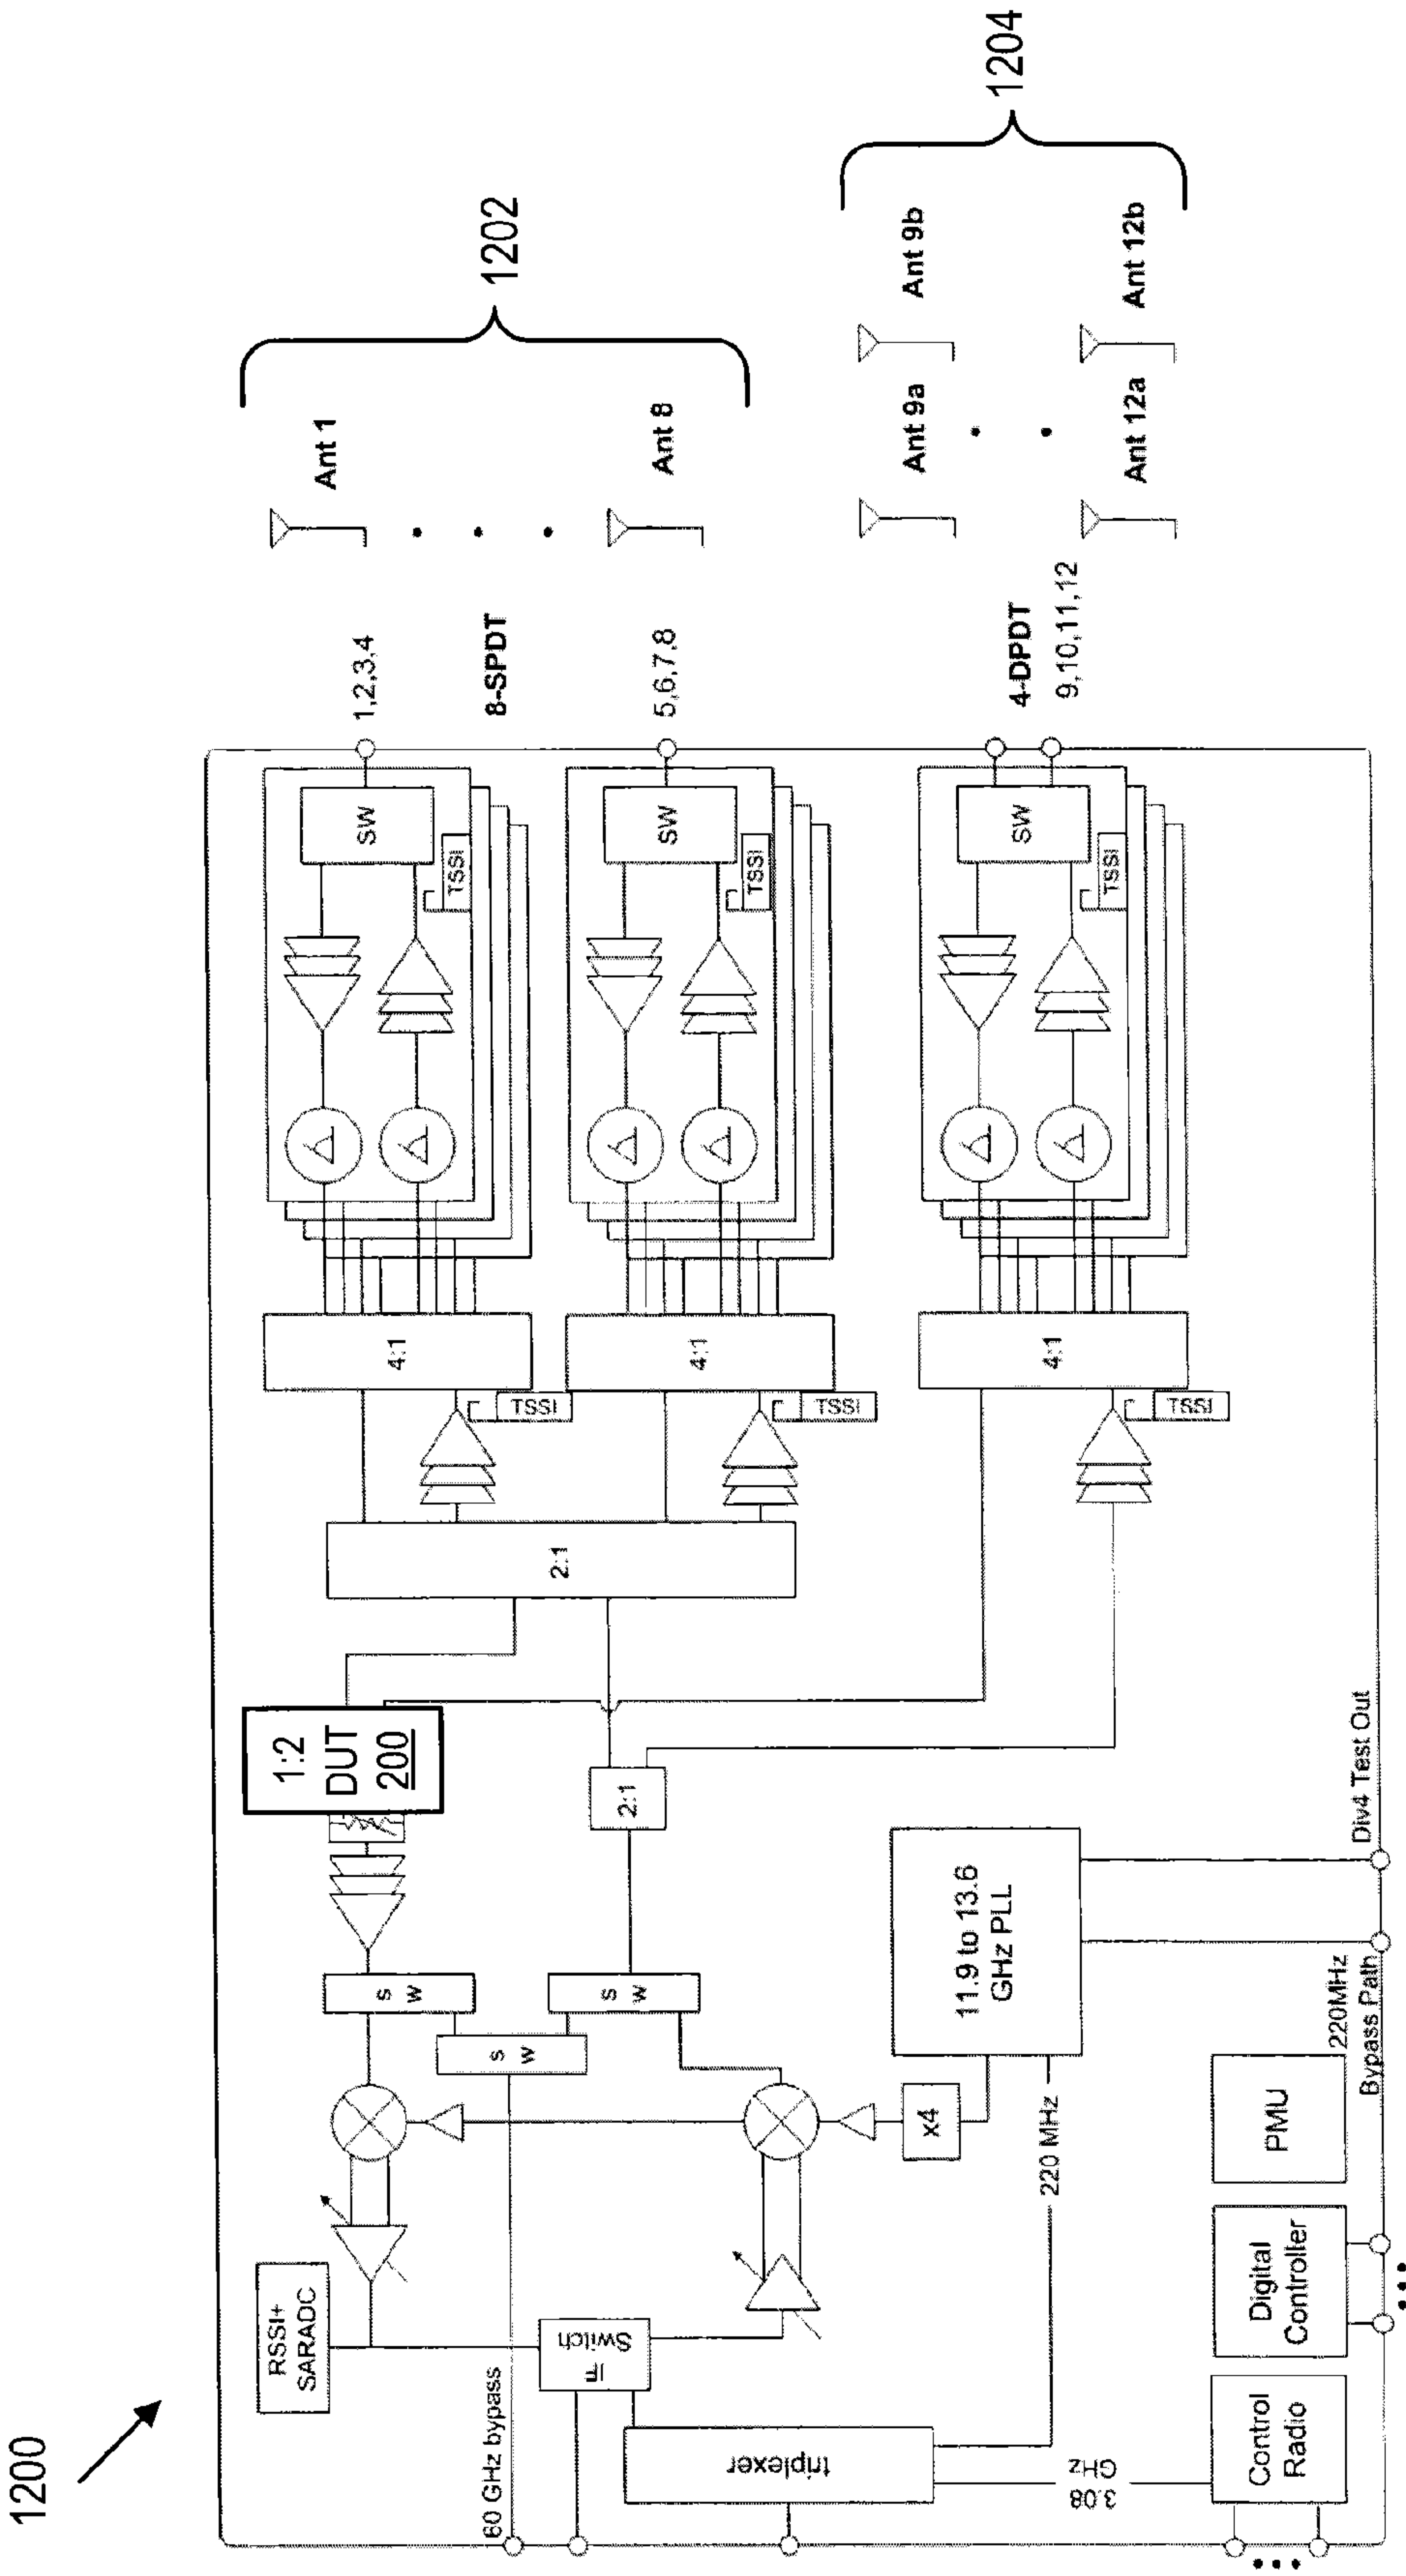 1200
RSSI+
SARADC
60 GHz bypass
IF
Switch
triplexer
3.08
GHz
Control
Radio
Digital
Controller
PMU
220 MHz
x4
11.9 to 13.6
GHz PLL
220MHz
Bypass Path
Div4 Test Out
s
w
s
w
s
w
1:2
DUT
200
2:1
2:1
TSSI
TSSI
TSSI
4:1
4:1
4:1
SW
TSSI
SW
TSSI
SW
TSSI
1,2,3,4
8-SPDT
5,6,7,8
4-DPDT
9,10,11,12
Ant 1
Ant 8
1202
Ant 9a
Ant 9b
Ant 12a
Ant 12b
1204